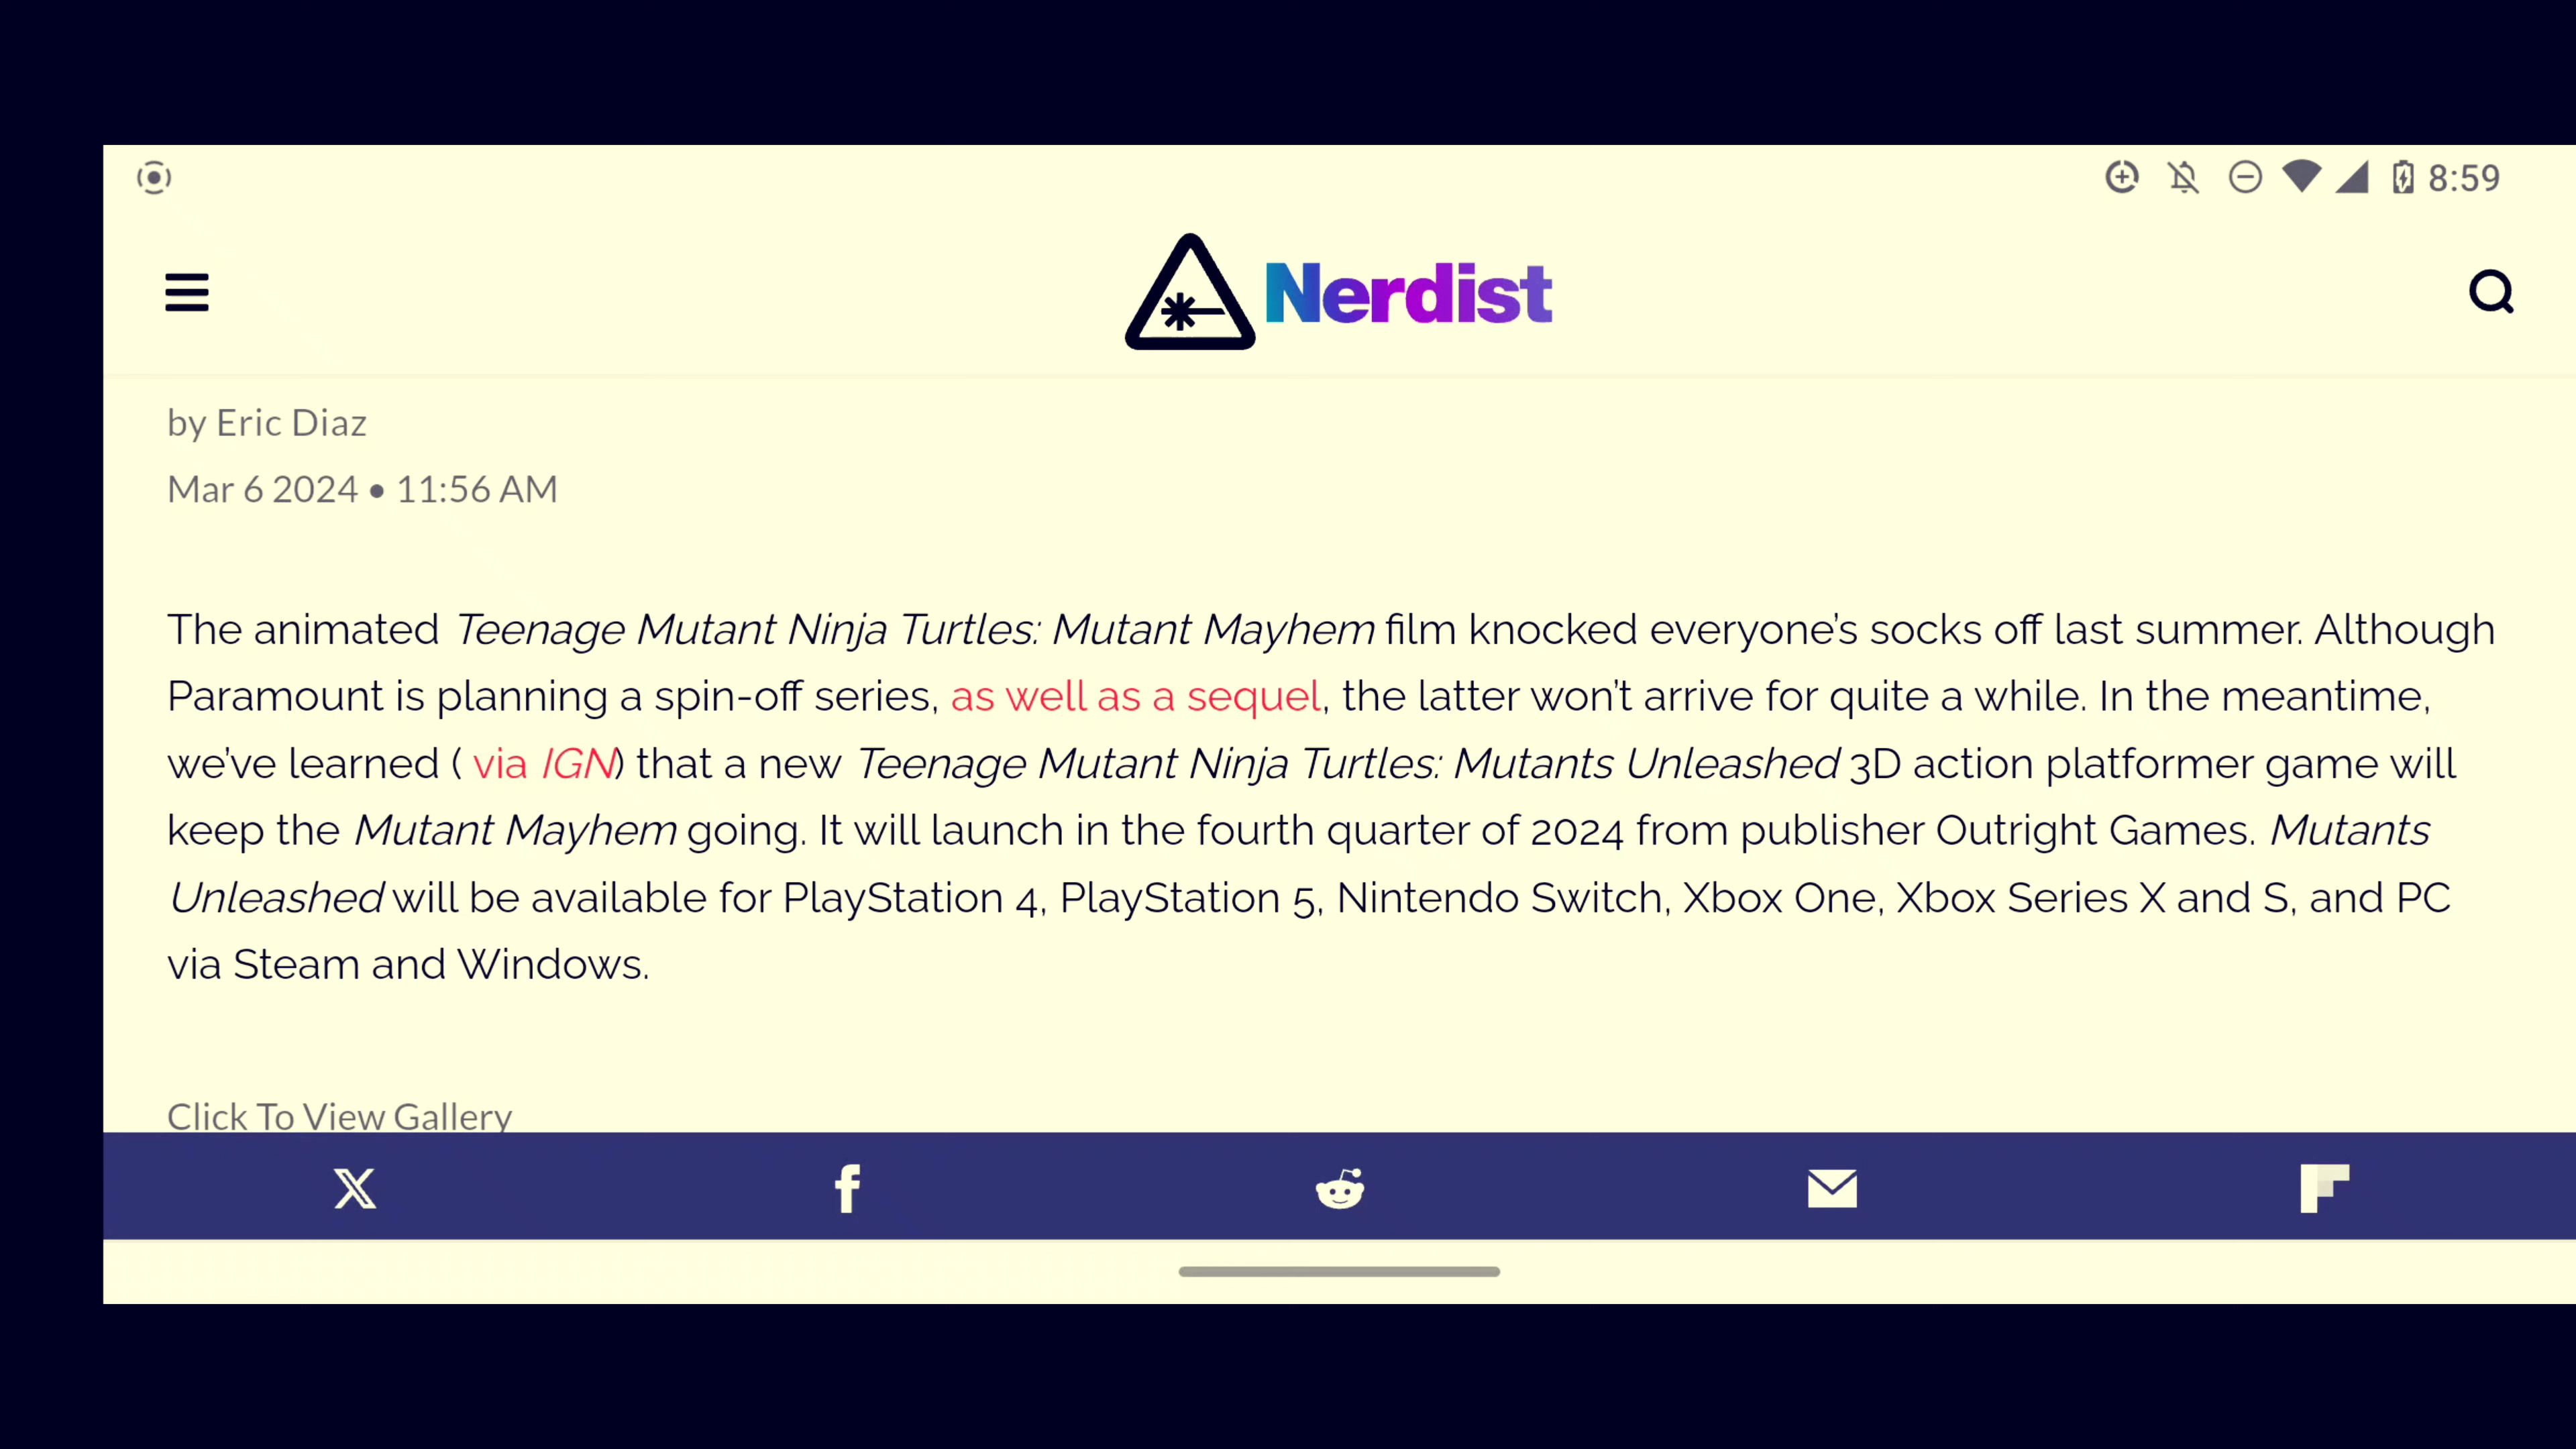 8:59
Nerdist
by Eric Diaz
Mar 6 2024 • 11:56 AM
The animated Teenage Mutant Ninja Turtles: Mutant Mayhem film knocked everyone’s socks off last summer. Although
Paramount is planning a spin-off series, as well as a sequel, the latter won’t arrive for quite a while. In the meantime,
we’ve learned ( via IGN) that a new Teenage Mutant Ninja Turtles: Mutants Unleashed 3D action platformer game will
keep the Mutant Mayhem going. It will launch in the fourth quarter of 2024 from publisher Outright Games. Mutants
Unleashed will be available for PlayStation 4, PlayStation 5, Nintendo Switch, Xbox One, Xbox Series X and S, and PC
via Steam and Windows.
Click To View Gallery